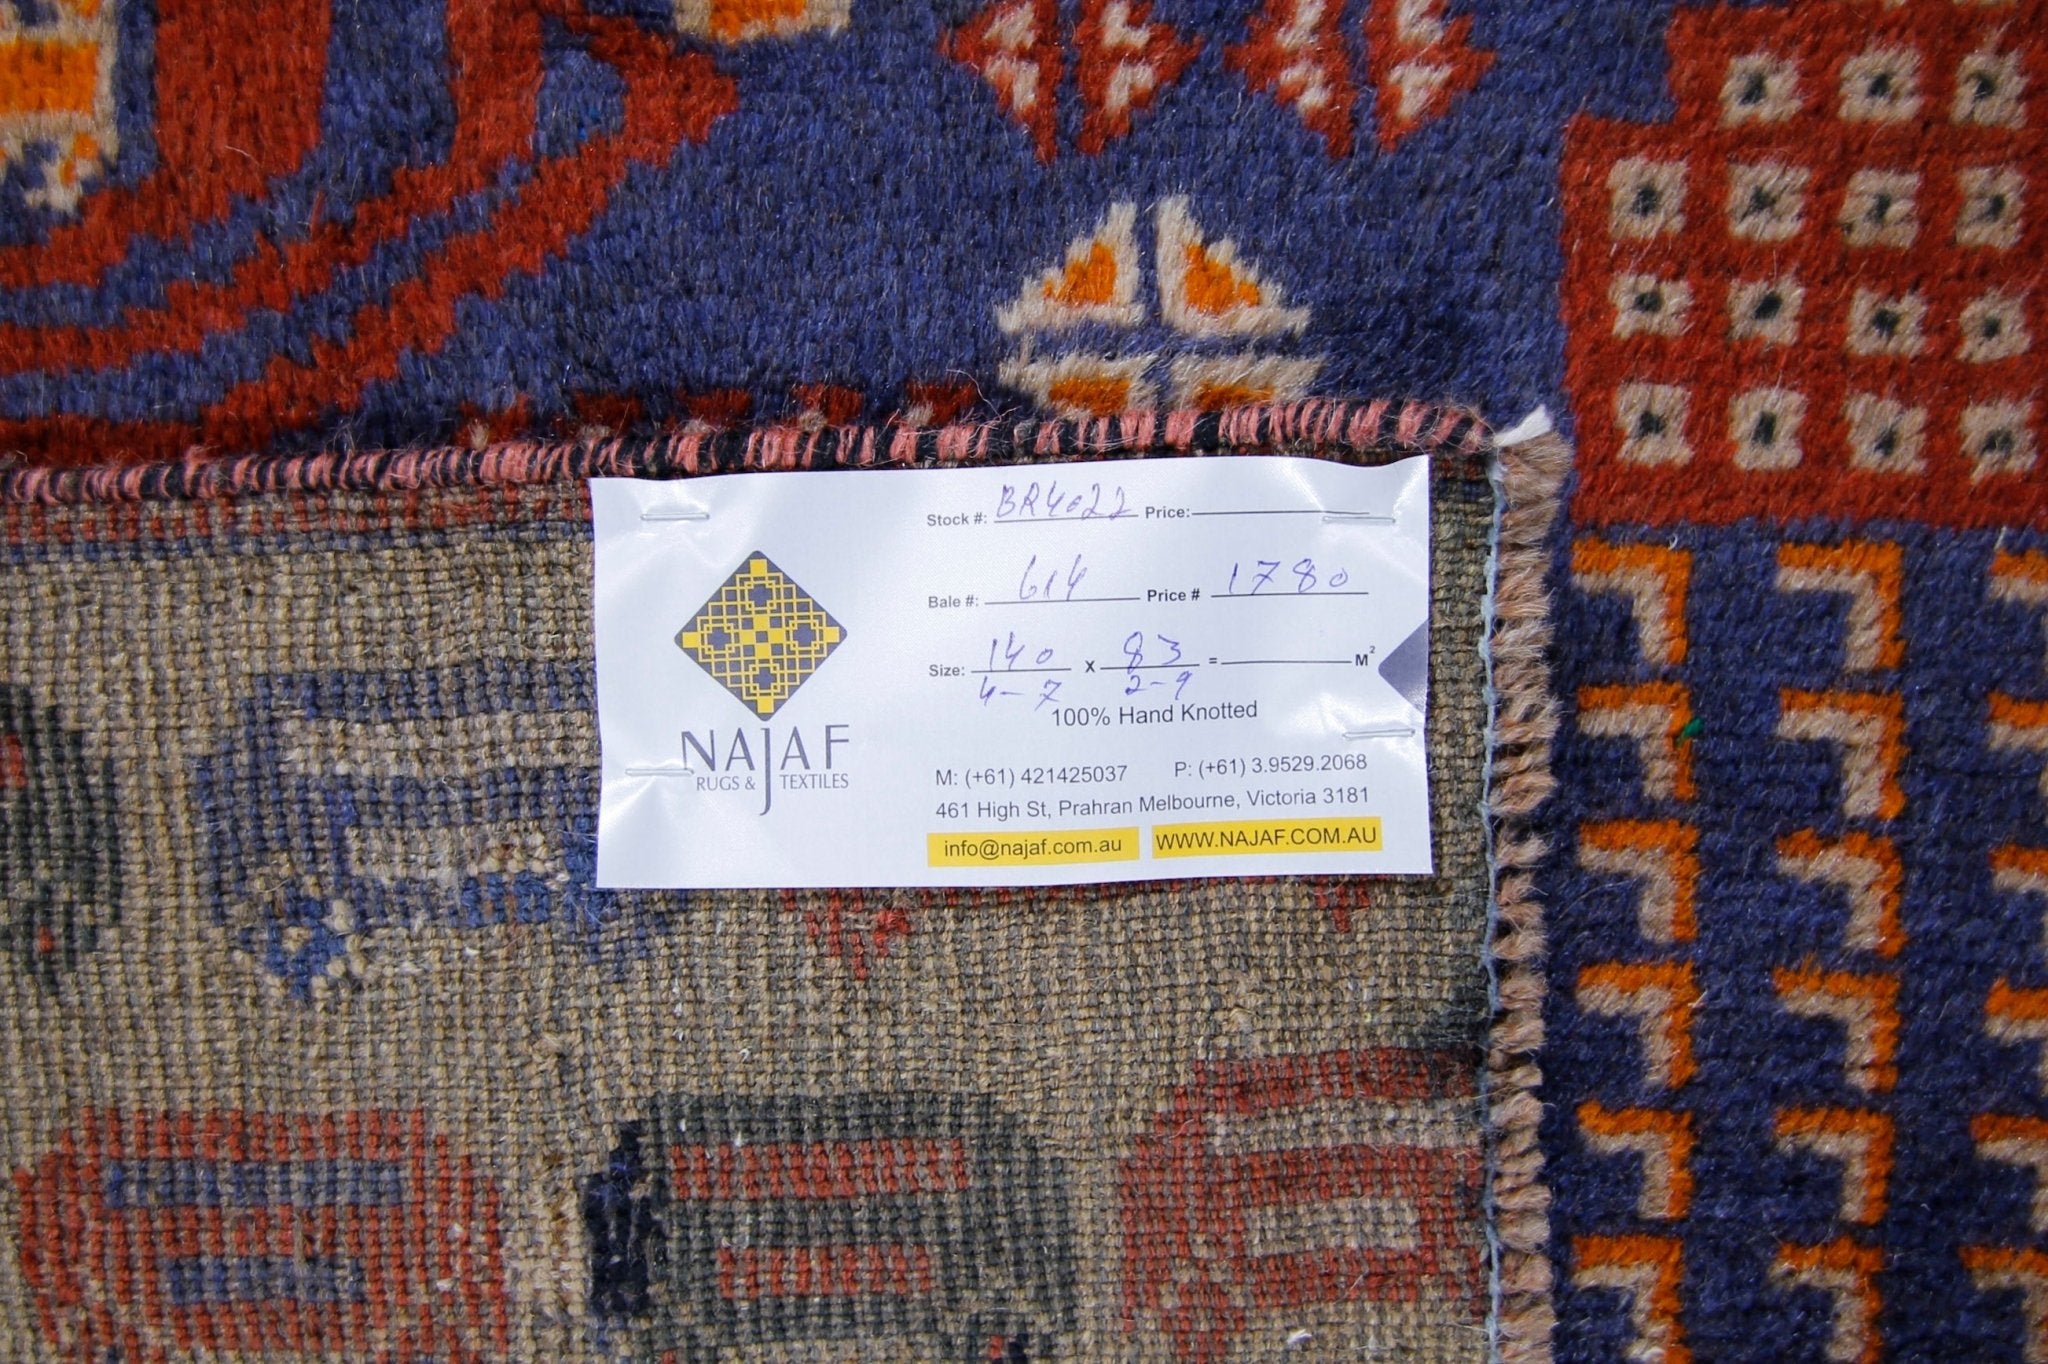 NAJAF
RUGS & TEXTILES
Stock #: BR4022 Price:
Bale #: 614 Price # 1780
Size: 140 x 83 = M²
4-7 2-9
100% Hand Knotted
M: (+61) 421425037 P: (+61) 3.9529.2068
461 High St, Prahran Melbourne, Victoria 3181
info@najaf.com.au WWW.NAJAF.COM.AU